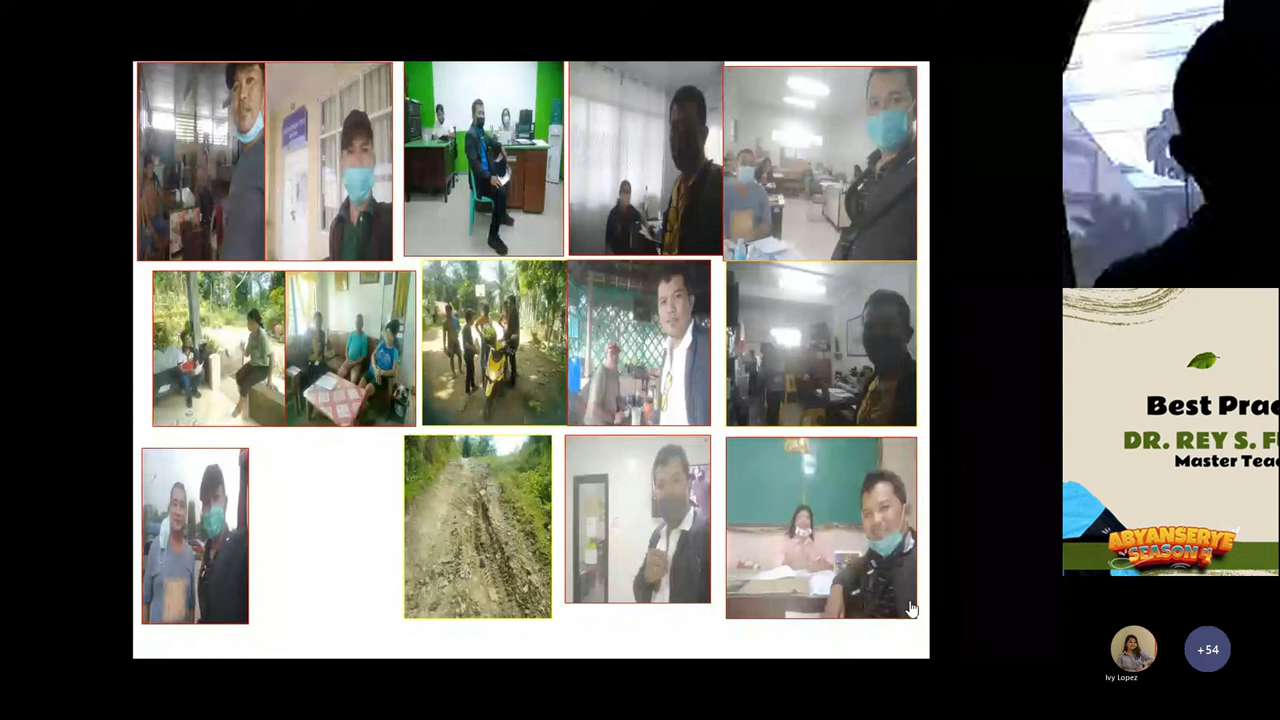 Best Prac
DR. REY S. F
Master Teac
ABYANSERYE
SEASON
Ivy Lopez
+54